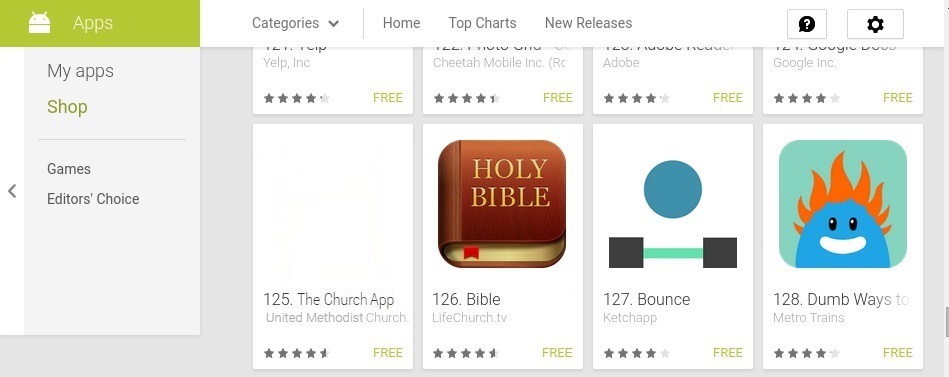 Apps
Categories
Home
Top Charts
New Releases
My apps
Shop
Games
Editors' Choice
121. Yelp
Yelp, Inc
FREE
122. Photo Grid
Cheetah Mobile Inc. (Ro
FREE
123. Adobe Reader
Adobe
FREE
124. Google Docs
Google Inc.
FREE
125. The Church App
United Methodist Church.
FREE
HOLY
BIBLE
126. Bible
LifeChurch.tv
FREE
127. Bounce
Ketchapp
FREE
128. Dumb Ways to
Metro Trains
FREE